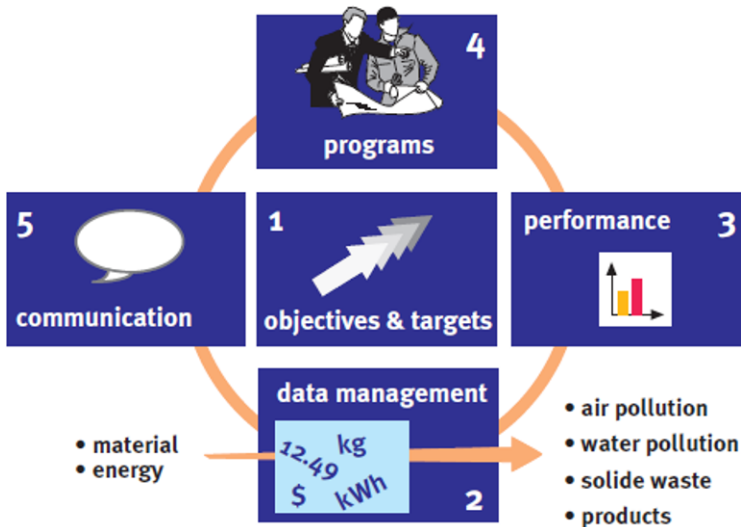 4
programs
5
communication
1
objectives & targets
performance 3
data management
12.49
kg
$
kWh
2
• material
• energy
• air pollution
• water pollution
• solide waste
• products